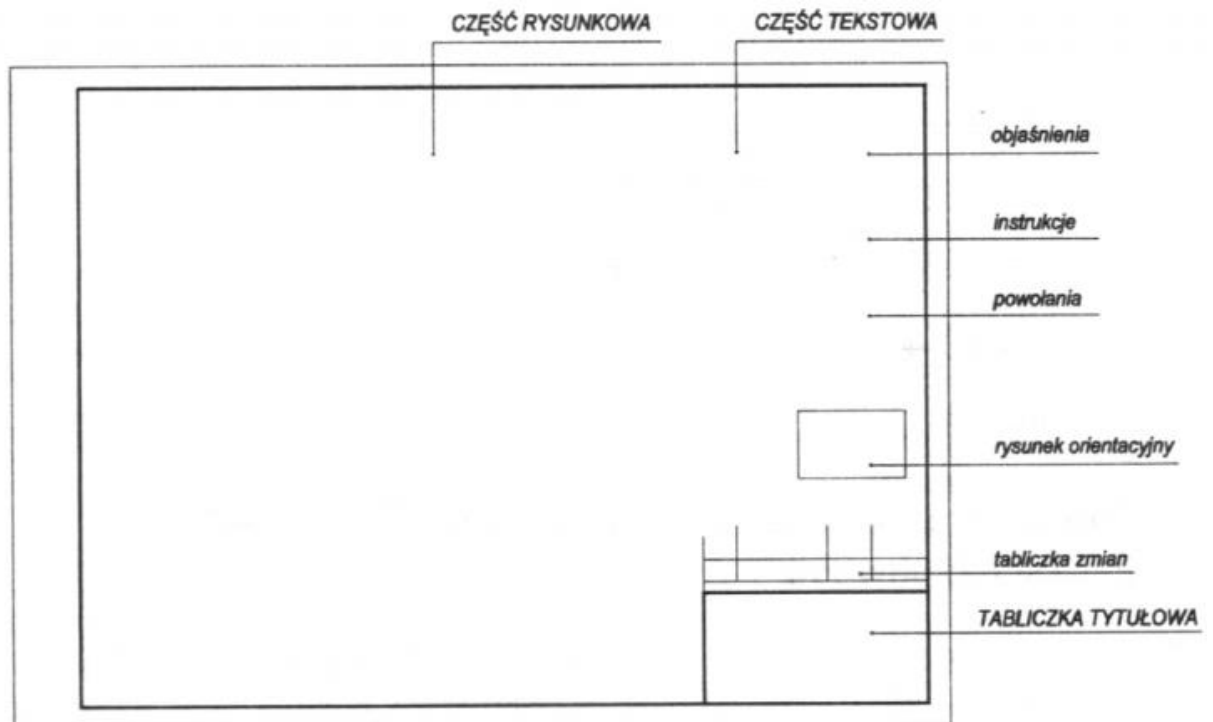 CZĘŚĆ RYSUNKOWA
CZĘŚĆ TEKSTOWA
objaśnienia
instrukcje
powołania
rysunek orientacyjny
tabliczka zmian
TABLICZKA TYTUŁOWA